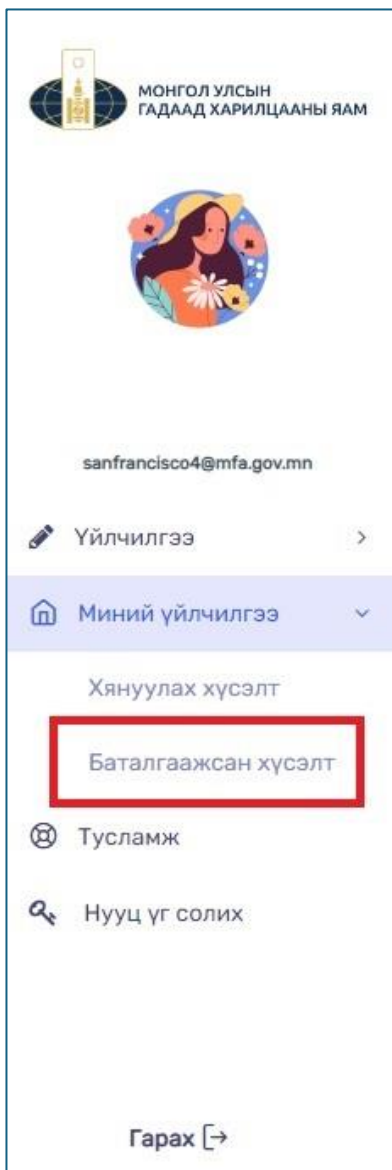 МОНГОЛ УЛСЫН
ГАДААД ХАРИЛЦААНЫ ЯАМ
sanfrancisco4@mfa.gov.mn
Үйлчилгээ
Миний үйлчилгээ
Хянуулах хүсэлт
Баталгаажсан хүсэлт
Тусламж
Нууц үг солих
Гарах